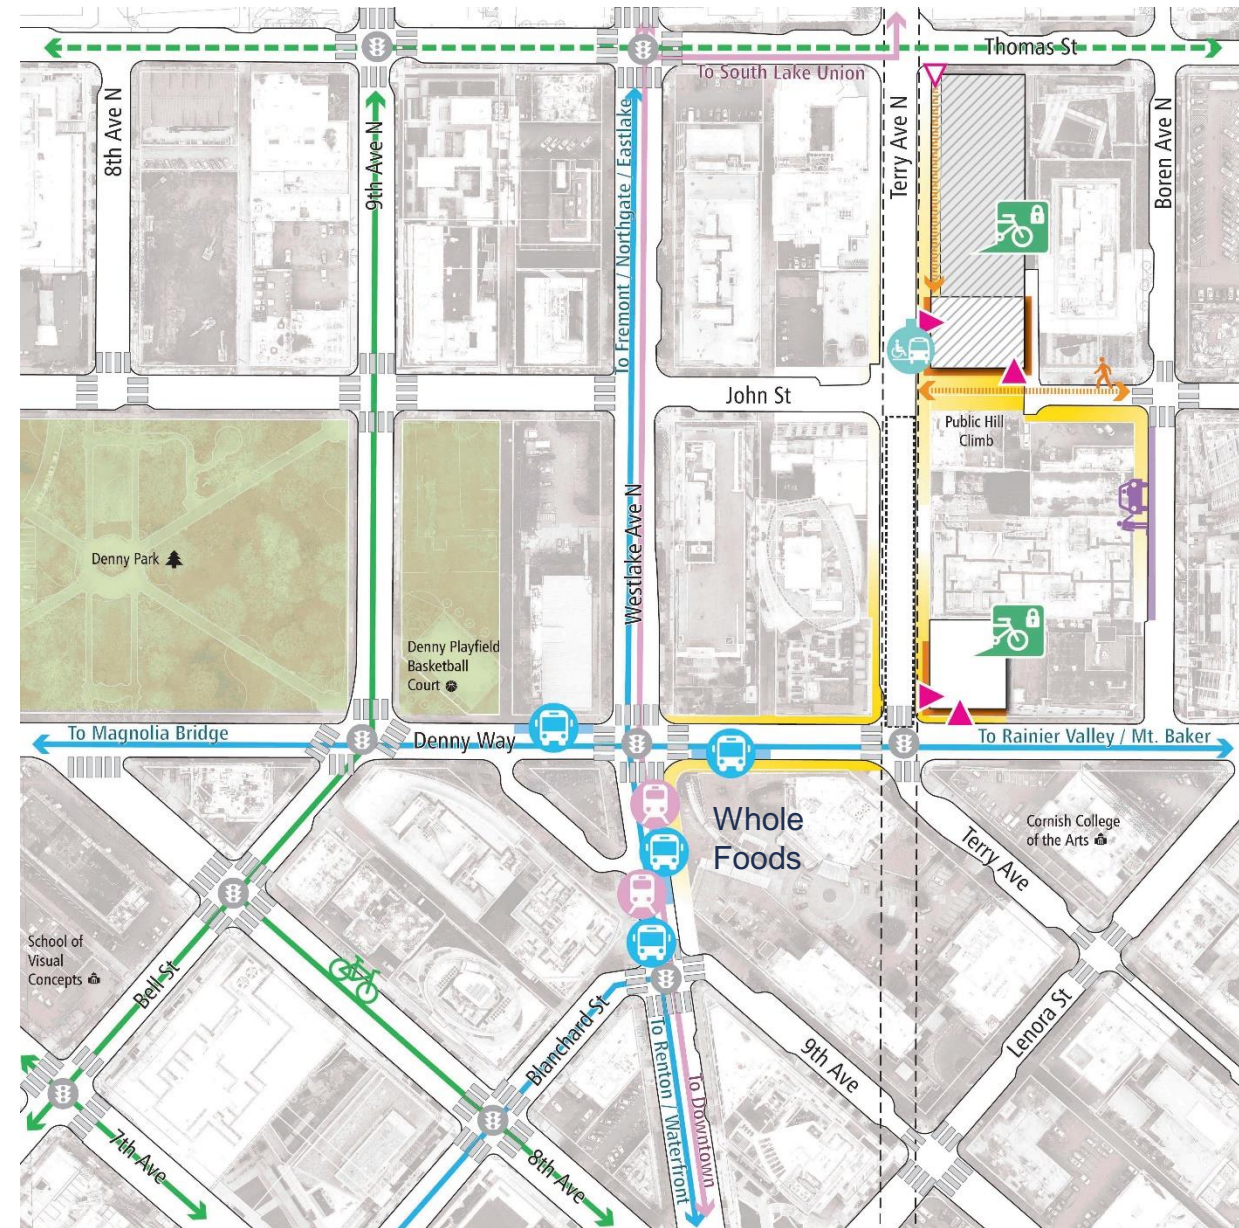 Thomas St
To South Lake Union
8th Ave N
9th Ave N
To Fremont / Northgate / Eastlake
Terry Ave N
Boren Ave N
John St
Public Hill
Climb
Westlake Ave N
Denny Park
Denny Playfield
Basketball
Court
To Magnolia Bridge
Denny Way
To Rainier Valley / Mt. Baker
Whole
Foods
Cornish College
of the Arts
Terry Ave
School of
Visual
Concepts
Bell St
Blanchard St
Lenora St
9th Ave
To Renton / Waterfront
To Downtown
7th Ave
8th Ave